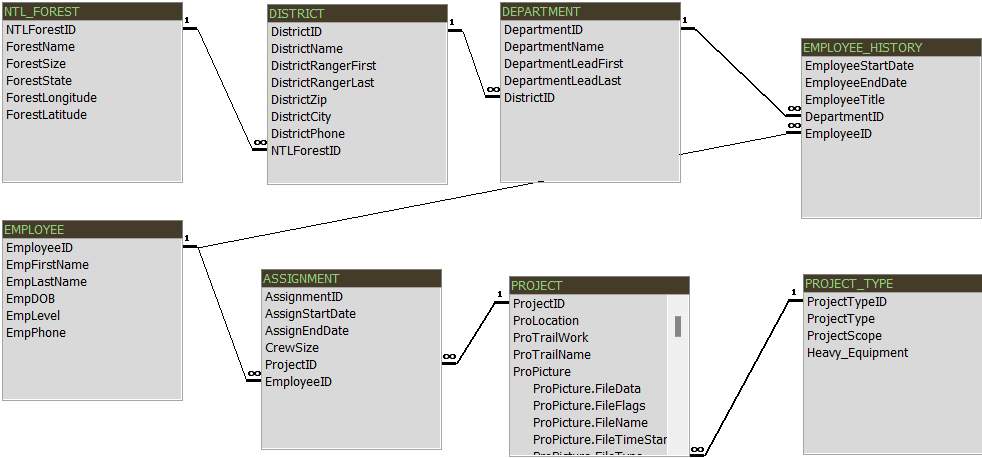 NTL_FOREST
NTLForestID
ForestName
ForestSize
ForestState
ForestLongitude
ForestLatitude
1
∞
DISTRICT
DistrictID
DistrictName
DistrictRangerFirst
DistrictRangerLast
DistrictZip
DistrictCity
DistrictPhone
NTLForestID
1
∞
DEPARTMENT
DepartmentID
DepartmentName
DepartmentLeadFirst
DepartmentLeadLast
DistrictID
1
∞
∞
EMPLOYEE_HISTORY
EmployeeStartDate
EmployeeEndDate
EmployeeTitle
DepartmentID
EmployeeID
EMPLOYEE
EmployeeID
EmpFirstName
EmpLastName
EmpDOB
EmpLevel
EmpPhone
1
∞
ASSIGNMENT
AssignmentID
AssignStartDate
AssignEndDate
CrewSize
ProjectID
EmployeeID
∞
1
PROJECT
ProjectID
ProLocation
ProTrailWork
ProTrailName
ProPicture
ProPicture.FileData
ProPicture.FileFlags
ProPicture.FileName
ProPicture.FileTimeStar
ProPicture.FileType
∞
1
PROJECT_TYPE
ProjectTypeID
ProjectType
ProjectScope
Heavy_Equipment